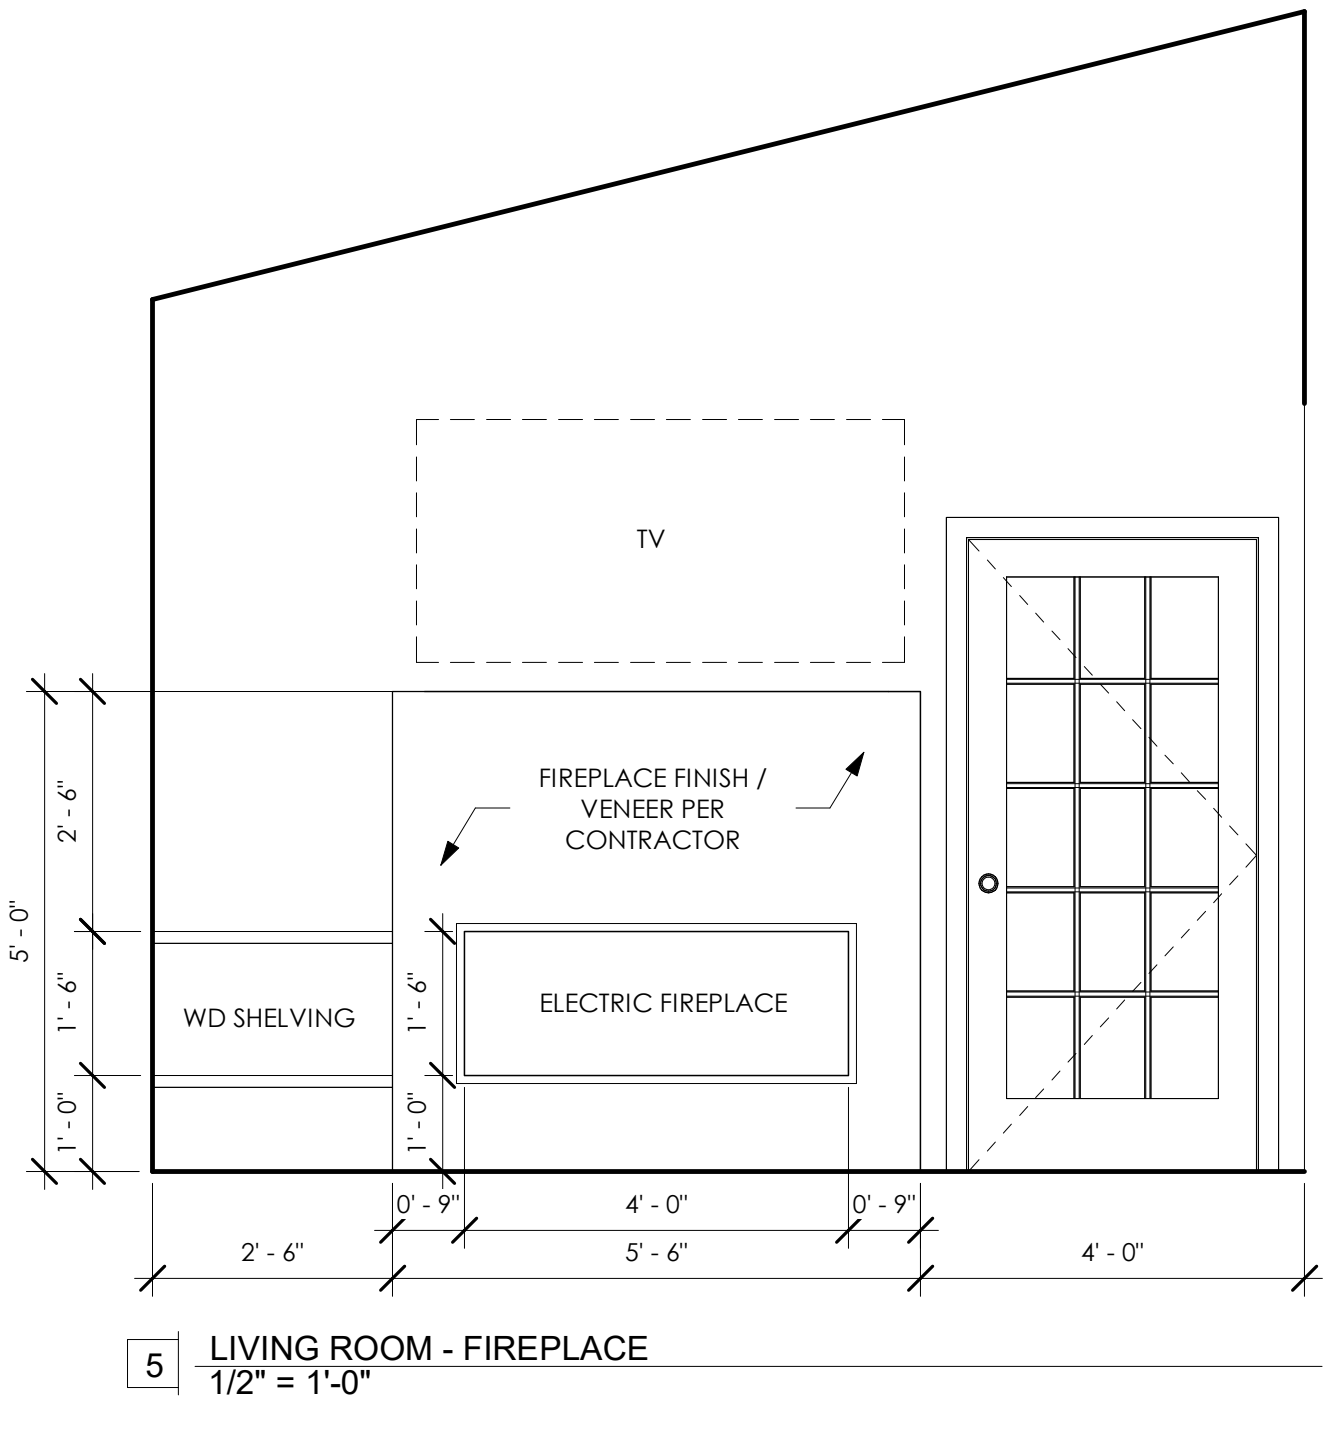 TV
FIREPLACE FINISH /
VENEER PER
CONTRACTOR
2' - 6"
5' - 0"
1' - 6"
1' - 6"
WD SHELVING
ELECTRIC FIREPLACE
1' - 0"
1' - 0"
0' - 9" 4' - 0" 0' - 9"
2' - 6" 5' - 6" 4' - 0"
5 LIVING ROOM - FIREPLACE
1/2" = 1'-0"